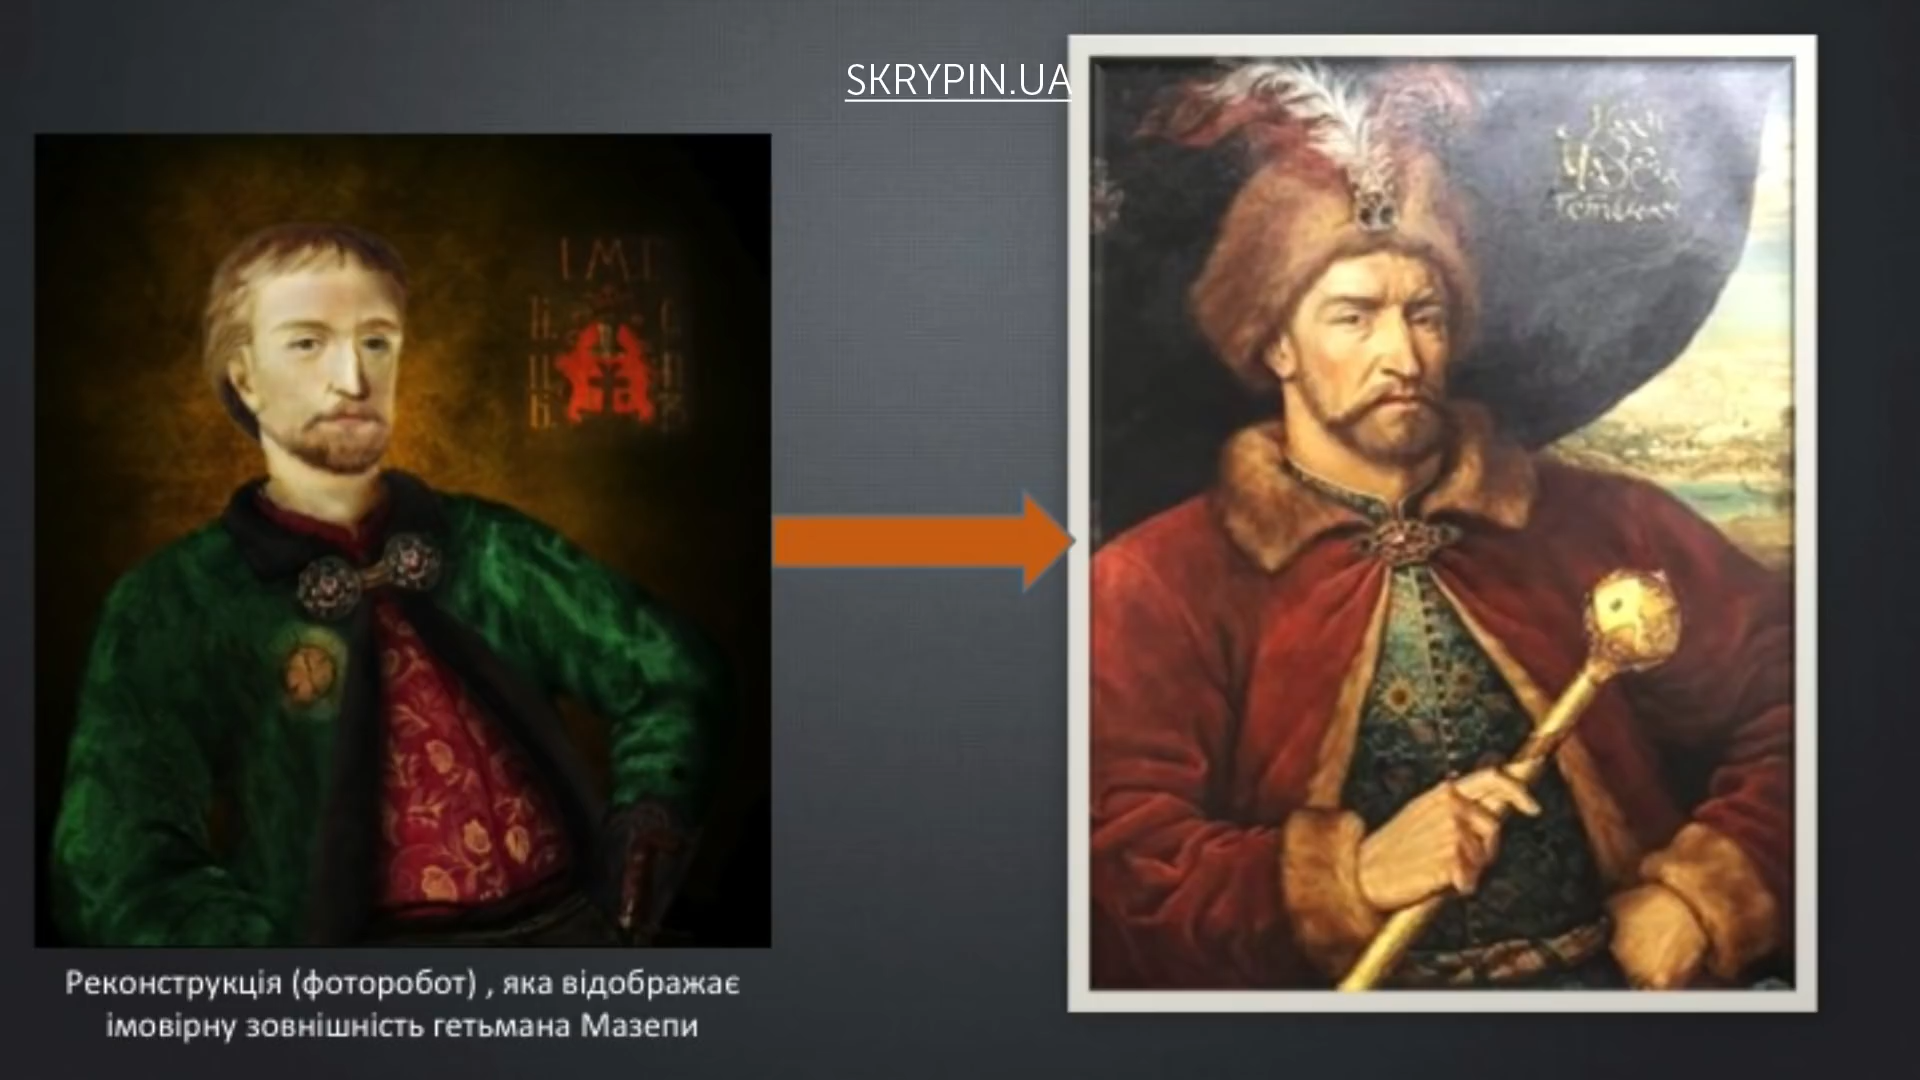 SKRYPIN.UA
І М Г
Реконструкція (фоторобот) , яка відображає
імовірну зовнішність гетьмана Мазепи